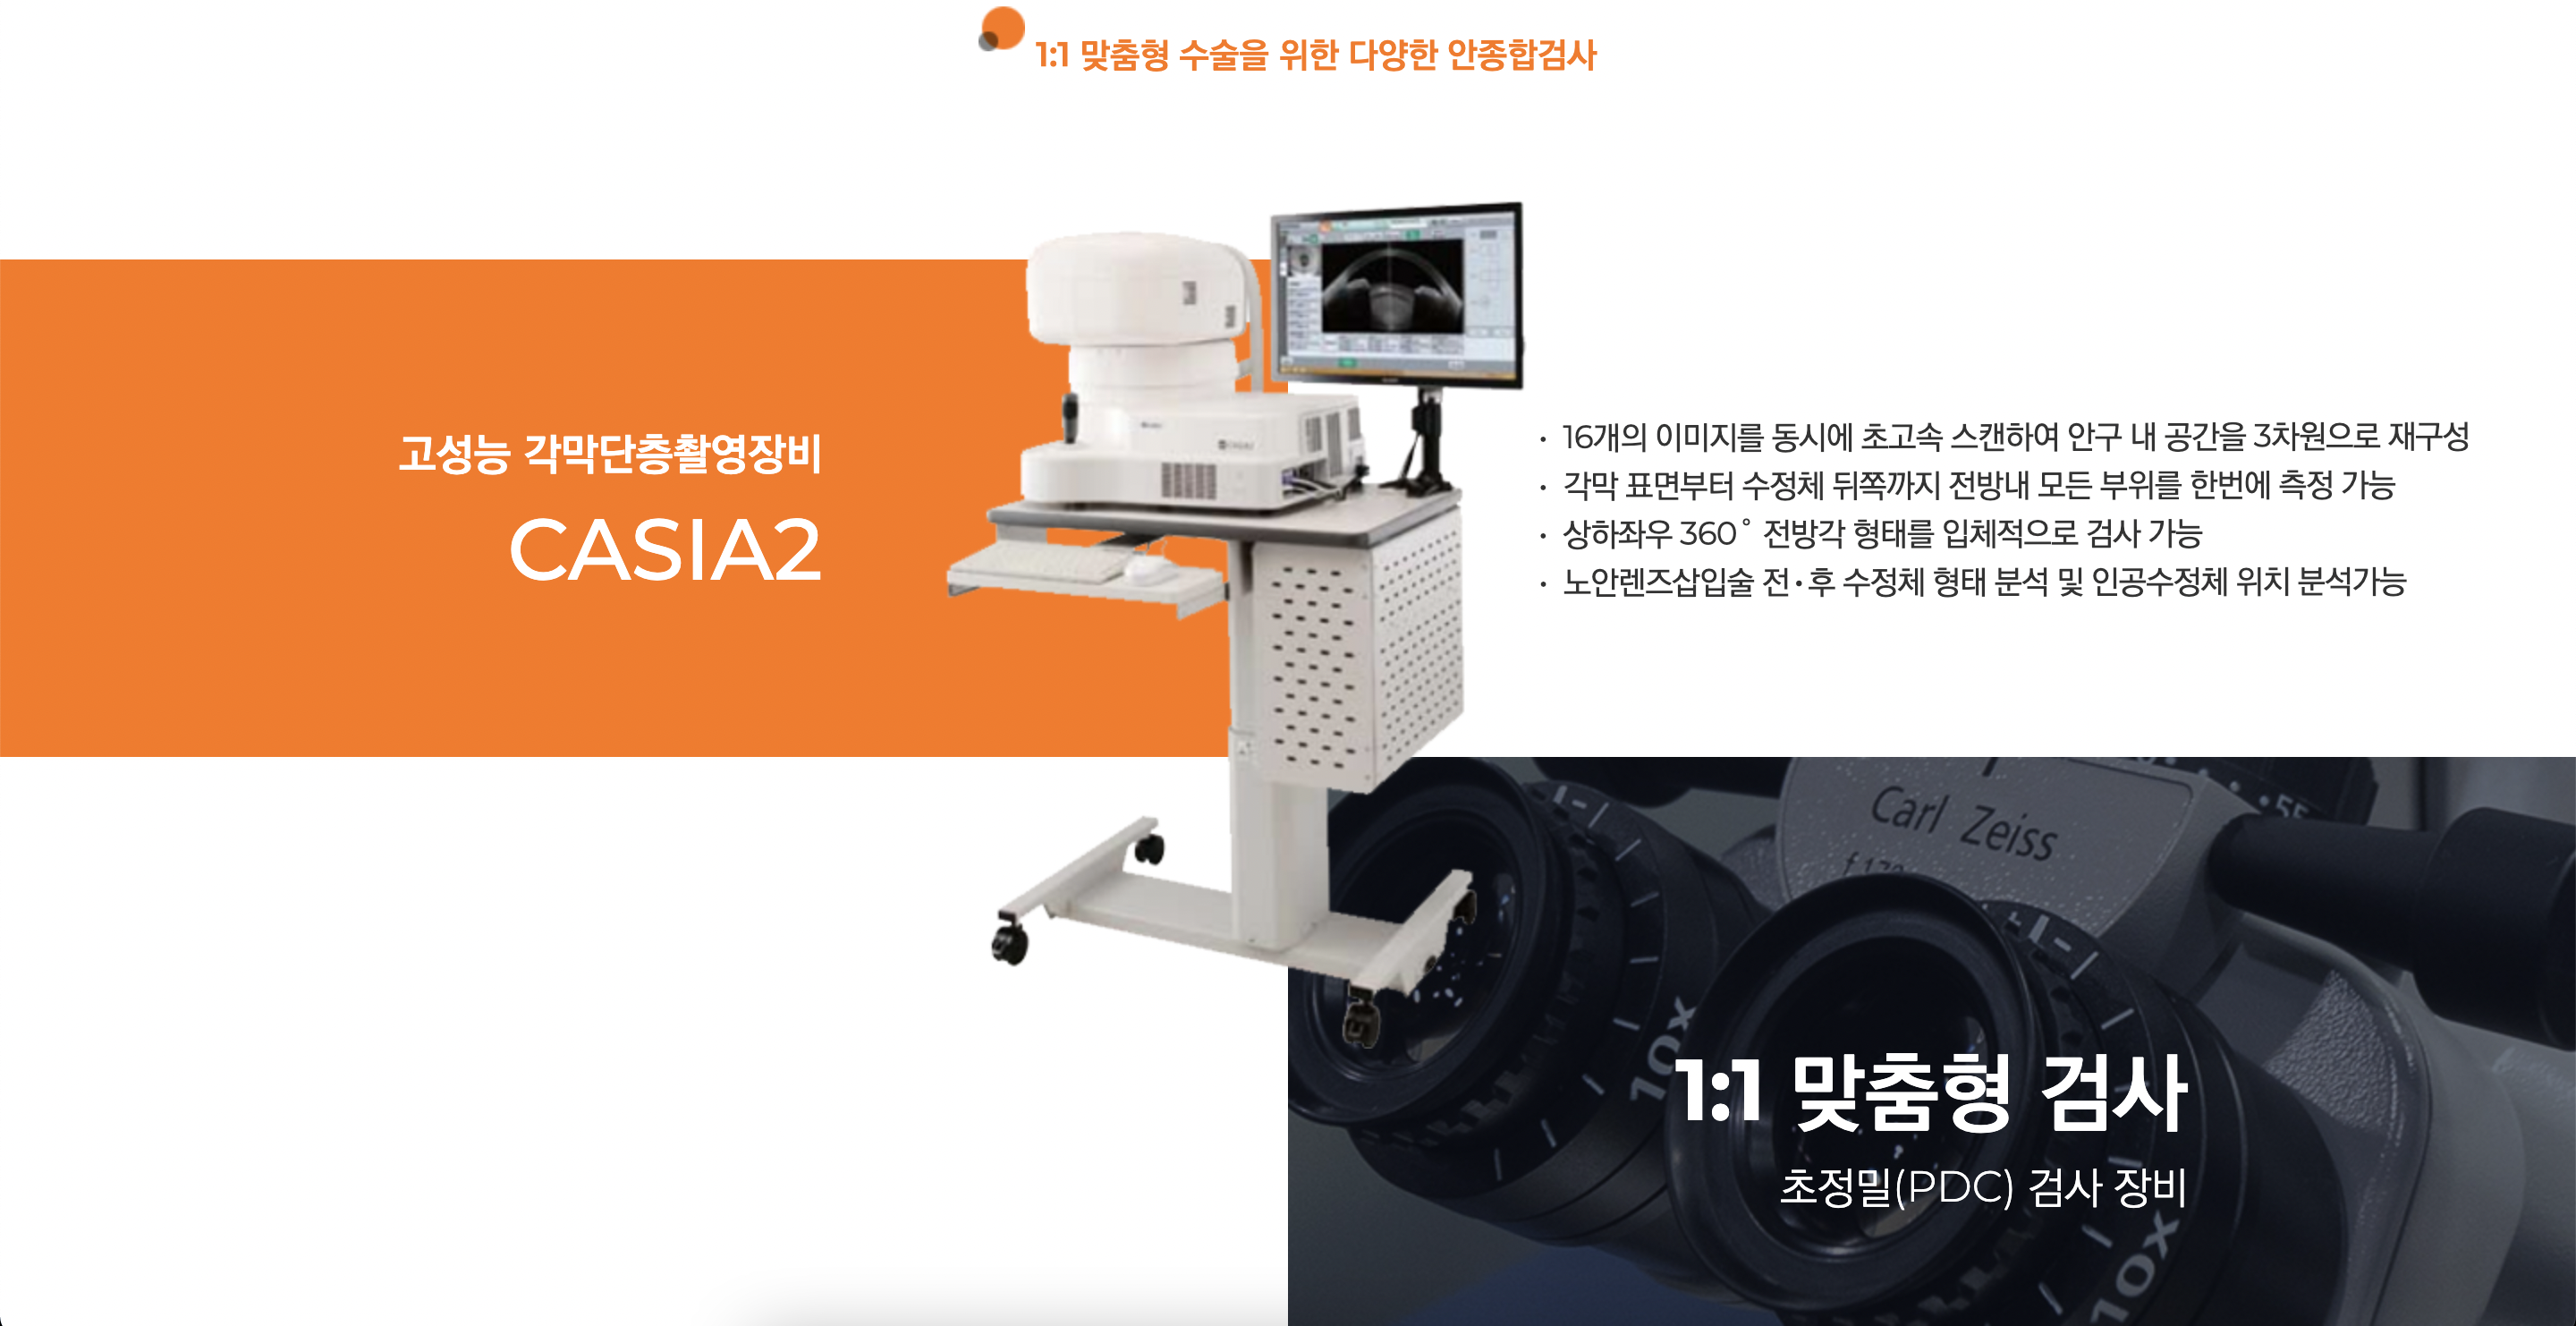 1:1 맞춤형 수술을 위한 다양한 안종합검사
고성능 각막단층촬영장비
CASIA2
• 16개의 이미지를 동시에 초고속 스캔하여 안구 내 공간을 3차원으로 재구성
• 각막 표면부터 수정체 뒤쪽까지 전방내 모든 부위를 한번에 측정 가능
• 상하좌우 360˚ 전방각 형태를 입체적으로 검사 가능
• 노안렌즈삽입술 전•후 수정체 형태 분석 및 인공수정체 위치 분석가능
55
Carl Zeiss
10x
1:1 맞춤형 검사
초정밀(PDC) 검사 장비
10x